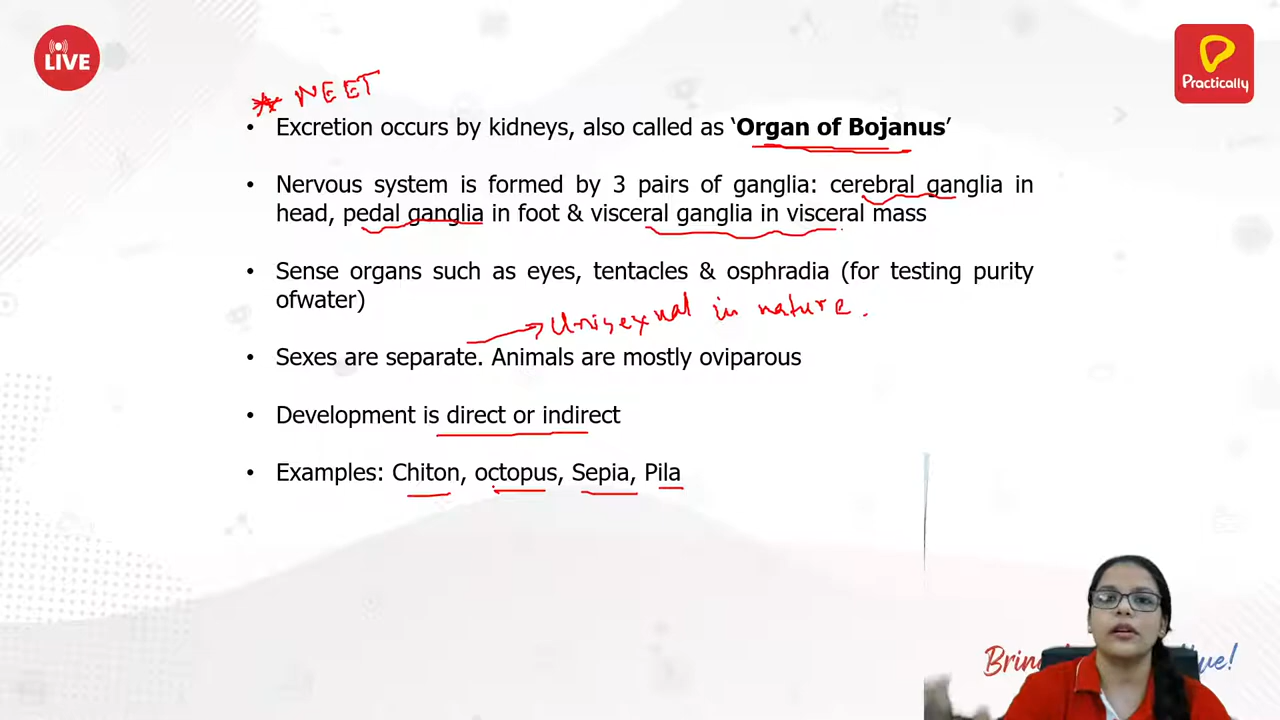 LIVE
Practically
NEET
• Excretion occurs by kidneys, also called as ‘Organ of Bojanus’
• Nervous system is formed by 3 pairs of ganglia: cerebral ganglia in
head, pedal ganglia in foot & visceral ganglia in visceral mass
• Sense organs such as eyes, tentacles & osphradia (for testing purity
ofwater)
Unisexual in nature.
• Sexes are separate. Animals are mostly oviparous
• Development is direct or indirect
• Examples: Chiton, octopus, Sepia, Pila